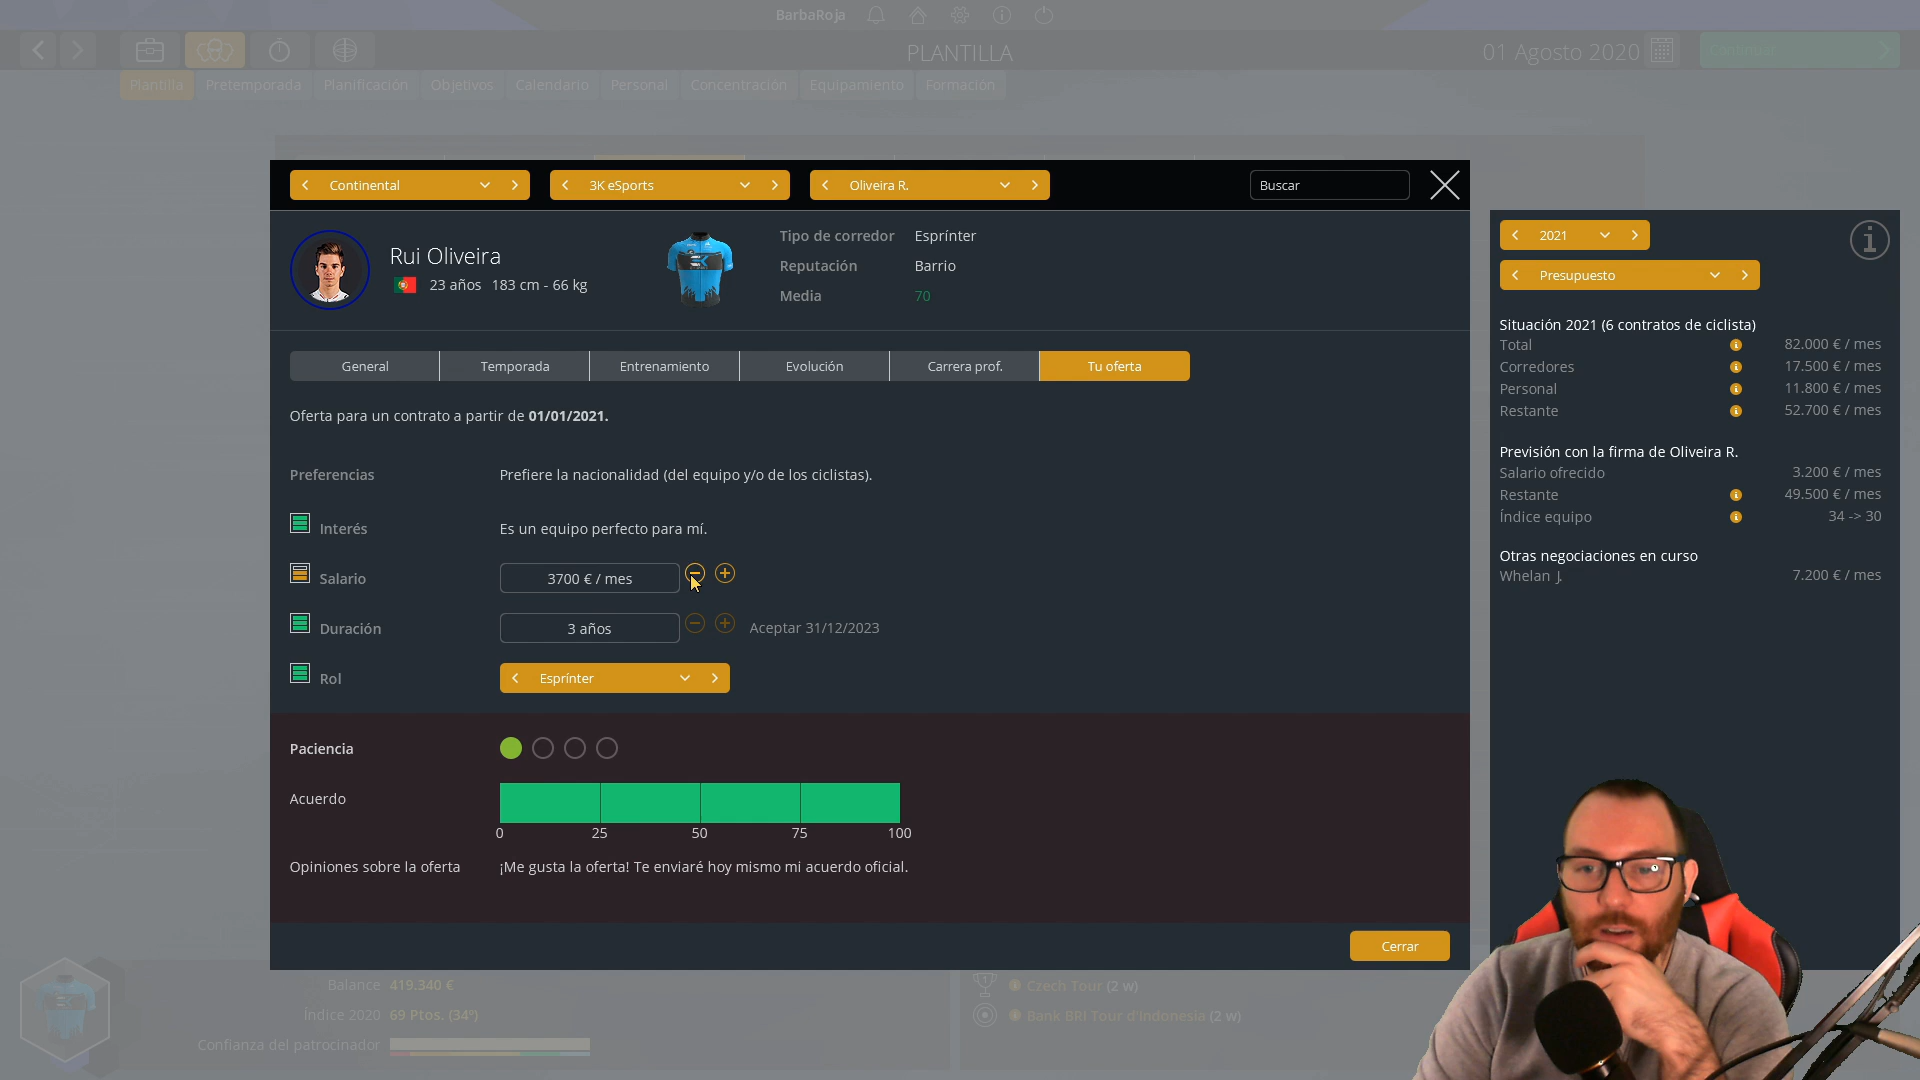 BarbaRoja
PLANTILLA
01 Agosto 2020
Continuar
Plantilla
Pretemporada
Planificación
Objetivos
Calendario
Personal
Concentración
Equipamiento
Formación
Continental
3K eSports
Oliveira R.
Buscar
Rui Oliveira
23 años 183 cm - 66 kg
Tipo de corredor Esprínter
Reputación Barrio
Media 70
General
Temporada
Entrenamiento
Evolución
Carrera prof.
Tu oferta
Oferta para un contrato a partir de 01/01/2021.
Preferencias Prefiere la nacionalidad (del equipo y/o de los ciclistas).
Interés Es un equipo perfecto para mí.
Salario 3700 € / mes
Duración 3 años Aceptar 31/12/2023
Rol Esprínter
Paciencia
Acuerdo
0 25 50 75 100
Opiniones sobre la oferta ¡Me gusta la oferta! Te enviaré hoy mismo mi acuerdo oficial.
Cerrar
2021
Presupuesto
Situación 2021 (6 contratos de ciclista)
Total 82.000 € / mes
Corredores 17.500 € / mes
Personal 11.800 € / mes
Restante 52.700 € / mes
Previsión con la firma de Oliveira R.
Salario ofrecido 3.200 € / mes
Restante 49.500 € / mes
Índice equipo 34 -> 30
Otras negociaciones en curso
Whelan J. 7.200 € / mes
Balance 419.340 €
Índice 2020 69 Ptos. (34º)
Confianza del patrocinador
Czech Tour (2 w)
Bank BRI Tour d'Indonesia (2 w)